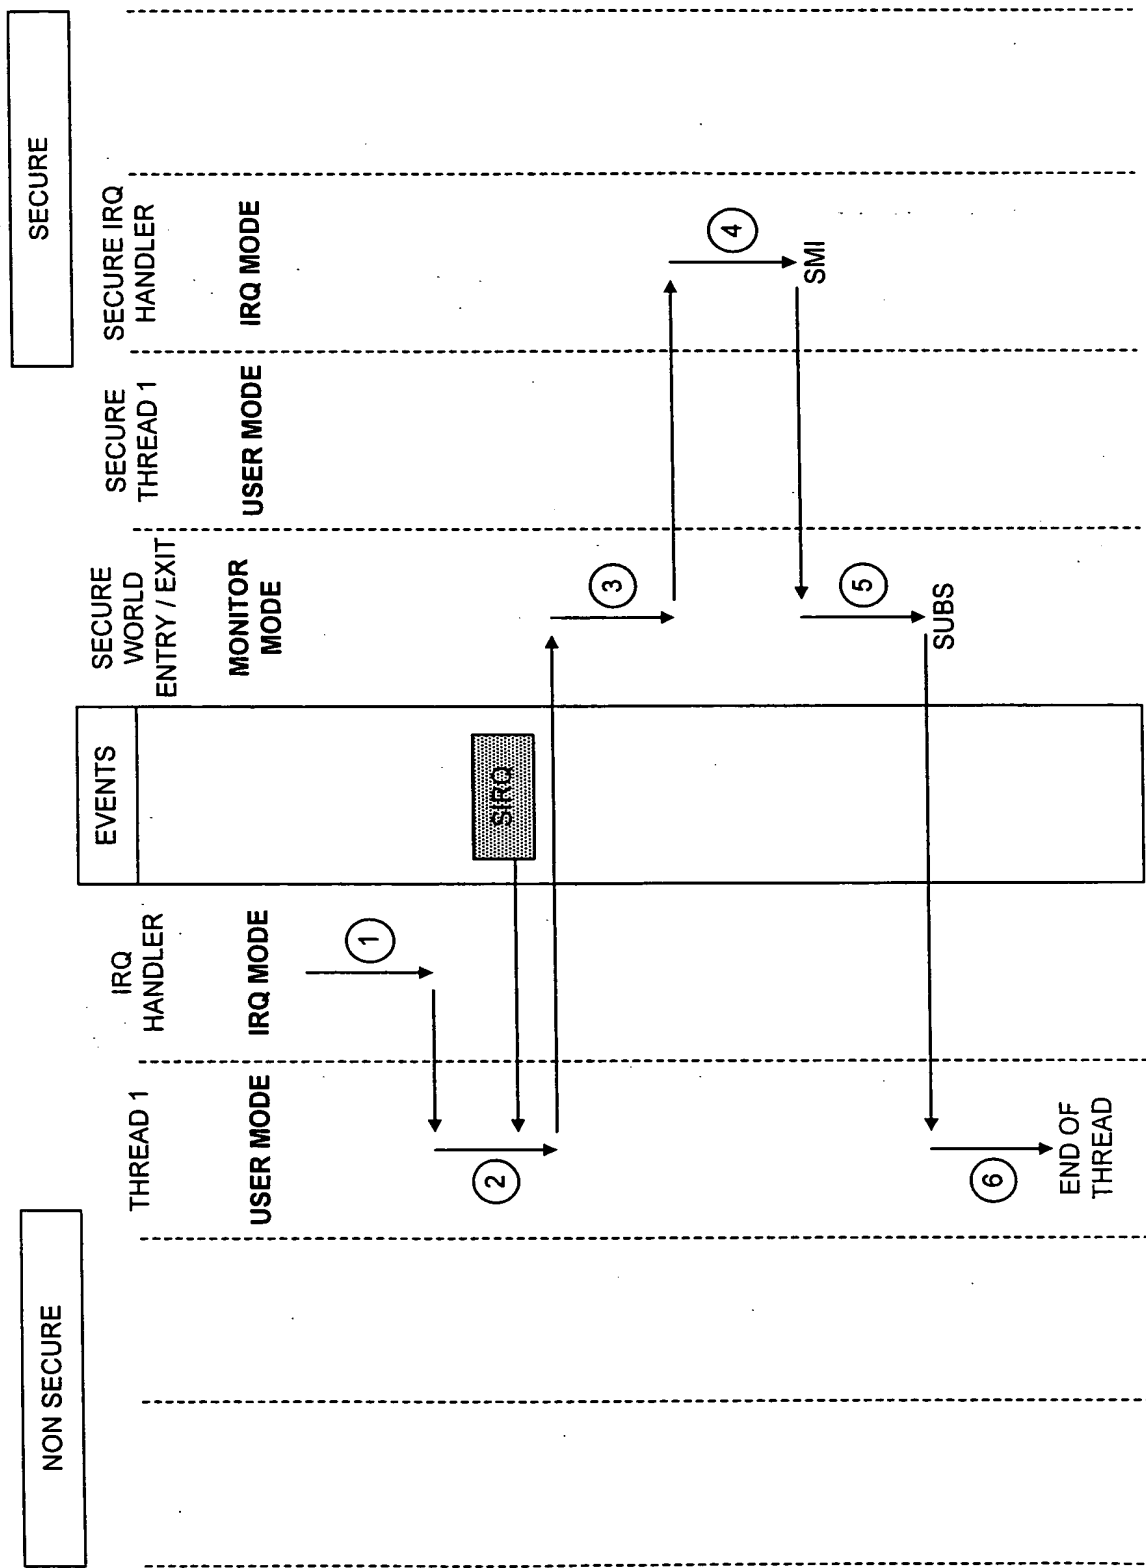 NON SECURE
SECURE
THREAD 1
USER MODE
IRQ
HANDLER
IRQ MODE
EVENTS
SECURE
WORLD
ENTRY / EXIT
MONITOR
MODE
SECURE
THREAD 1
USER MODE
SECURE IRQ
HANDLER
IRQ MODE
1
2
SIRQ
3
4
SMI
5
SUBS
6
END OF
THREAD